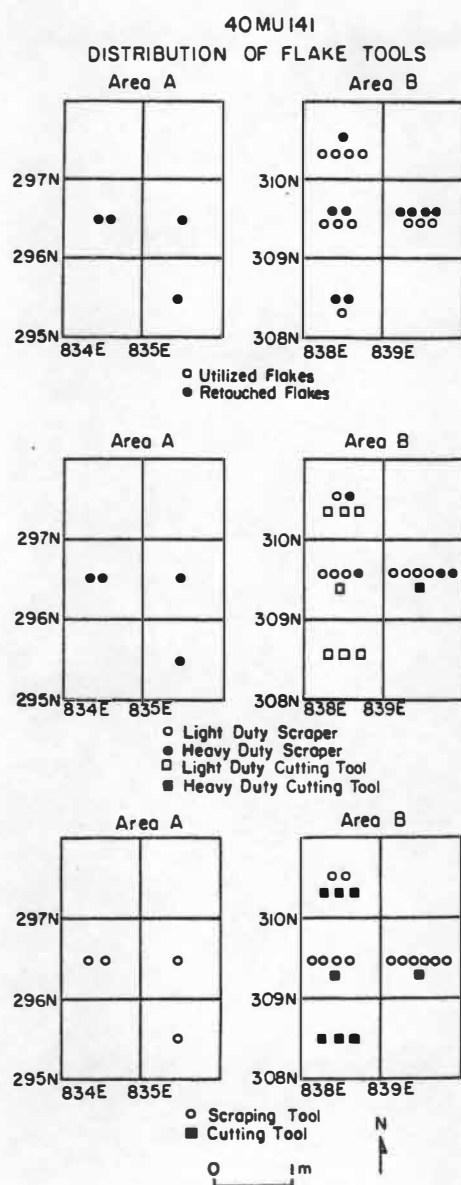 40MU141
DISTRIBUTION OF FLAKE TOOLS
Area A Area B
297N 310N
296N 309N
295N 308N
834E 835E 838E 839E
Utilized Flakes
Retouched Flakes
Area A Area B
297N 310N
296N 309N
295N 308N
834E 835E 838E 839E
Light Duty Scraper
Heavy Duty Scraper
Light Duty Cutting Tool
Heavy Duty Cutting Tool
Area A Area B
297N 310N
296N 309N
295N 308N
834E 835E 838E 839E
Scraping Tool
Cutting Tool
N
0 1m